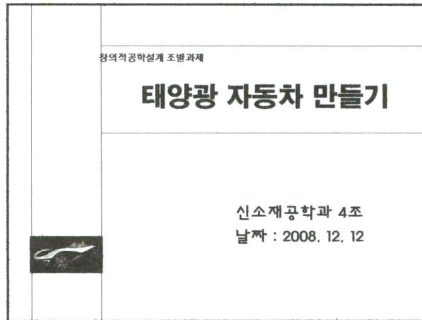 창의적공학설계 조별과제
태양광 자동차 만들기
신소재공학과 4조
날짜 : 2008. 12. 12